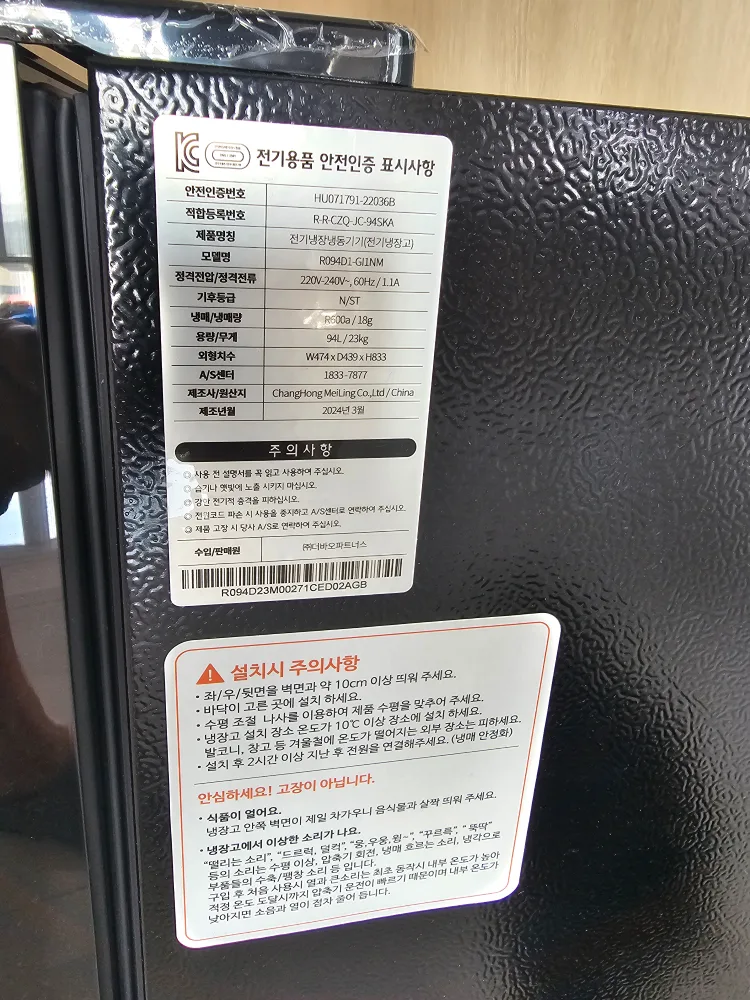 KC 전기용품 안전인증 표시사항
안전인증번호 HU071791-22036B
적합등록번호 R-R-CZQ-JC-94SKA
제품명칭 전기냉장냉동기기(전기냉장고)
모델명 R094D1-GI1NM
정격전압/정격전류 220V-240V~, 60Hz / 1.1A
기후등급 N/ST
냉매/냉매량 R600a / 18g
용량/무게 94L / 23kg
외형치수 W474 x D439 x H833
A/S센터 1833-7877
제조사/원산지 ChangHong MeiLing Co.,Ltd / China
제조년월 2024년 3월
주의사항
◎ 사용 전 설명서를 꼭 읽고 사용하여 주십시오.
◎ 습기나 햇빛에 노출 시키지 마십시오.
◎ 강한 전기적 충격을 피하십시오.
◎ 전원코드 파손 시 사용을 중지하고 A/S센터로 연락하여 주십시오.
◎ 제품 고장 시 당사 A/S로 연락하여 주십시오.
수입/판매원 ㈜더바오파트너스
R094D23M00271CED02AGB
설치시 주의사항
• 좌/우/뒷면을 벽면과 약 10cm 이상 띄워 주세요.
• 바닥이 고른 곳에 설치 하세요.
• 수평 조절 나사를 이용하여 제품 수평을 맞추어 주세요.
• 냉장고 설치 장소 온도가 10℃ 이상 장소에 설치 하세요.
발코니, 창고 등 겨울철에 온도가 떨어지는 외부 장소는 피하세요.
• 설치 후 2시간 이상 지난 후 전원을 연결해주세요. (냉매 안정화)
안심하세요! 고장이 아닙니다.
• 식품이 얼어요.
냉장고 안쪽 벽면이 제일 차가우니 음식물과 살짝 띄워 주세요.
• 냉장고에서 이상한 소리가 나요.
"떨리는 소리", "드르럭, 덜컥", "웅,우웅,윙~", "꾸르륵", "뚝딱"
등의 소리는 수평 이상, 압축기 회전, 냉매 흐르는 소리, 냉각으로
부품들의 수축/팽창 소리 등 입니다.
구입 후 처음 사용시 열과 큰소리는 최초 동작시 내부 온도가 높아
적정 온도 도달시까지 압축기 운전이 빠르기 때문이며 내부 온도가
낮아지면 소음과 열이 점차 줄어 듭니다.